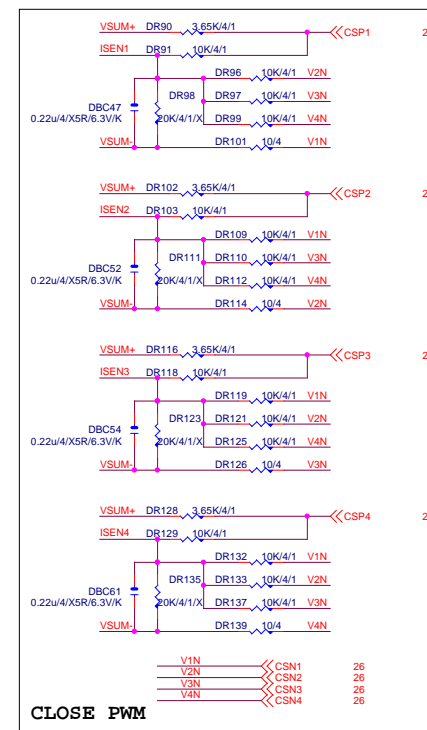 VSUM+ DR90 3.65K/4/1 CSP1 2
ISEN1 DR91 10K/4/1
DR96 10K/4/1 V2N
DR98 DR97 10K/4/1 V3N
DBC47
0.22u/4/X5R/6.3V/K 20K/4/1/X DR99 10K/4/1 V4N
VSUM- DR101 10/4 V1N
VSUM+ DR102 3.65K/4/1 CSP2 2
ISEN2 DR103 10K/4/1
DR109 10K/4/1 V1N
DR111 DR110 10K/4/1 V3N
DBC52
0.22u/4/X5R/6.3V/K 20K/4/1/X DR112 10K/4/1 V4N
VSUM- DR114 10/4 V2N
VSUM+ DR116 3.65K/4/1 CSP3 2
ISEN3 DR118 10K/4/1
DR119 10K/4/1 V1N
DR123 DR121 10K/4/1 V2N
DBC54
0.22u/4/X5R/6.3V/K 20K/4/1/X DR125 10K/4/1 V4N
VSUM- DR126 10/4 V3N
VSUM+ DR128 3.65K/4/1 CSP4 2
ISEN4 DR129 10K/4/1
DR132 10K/4/1 V1N
DR135 DR133 10K/4/1 V2N
DBC61
0.22u/4/X5R/6.3V/K 20K/4/1/X DR137 10K/4/1 V3N
VSUM- DR139 10/4 V4N
V1N CSN1 26
V2N CSN2 26
V3N CSN3 26
V4N CSN4 26
CLOSE PWM